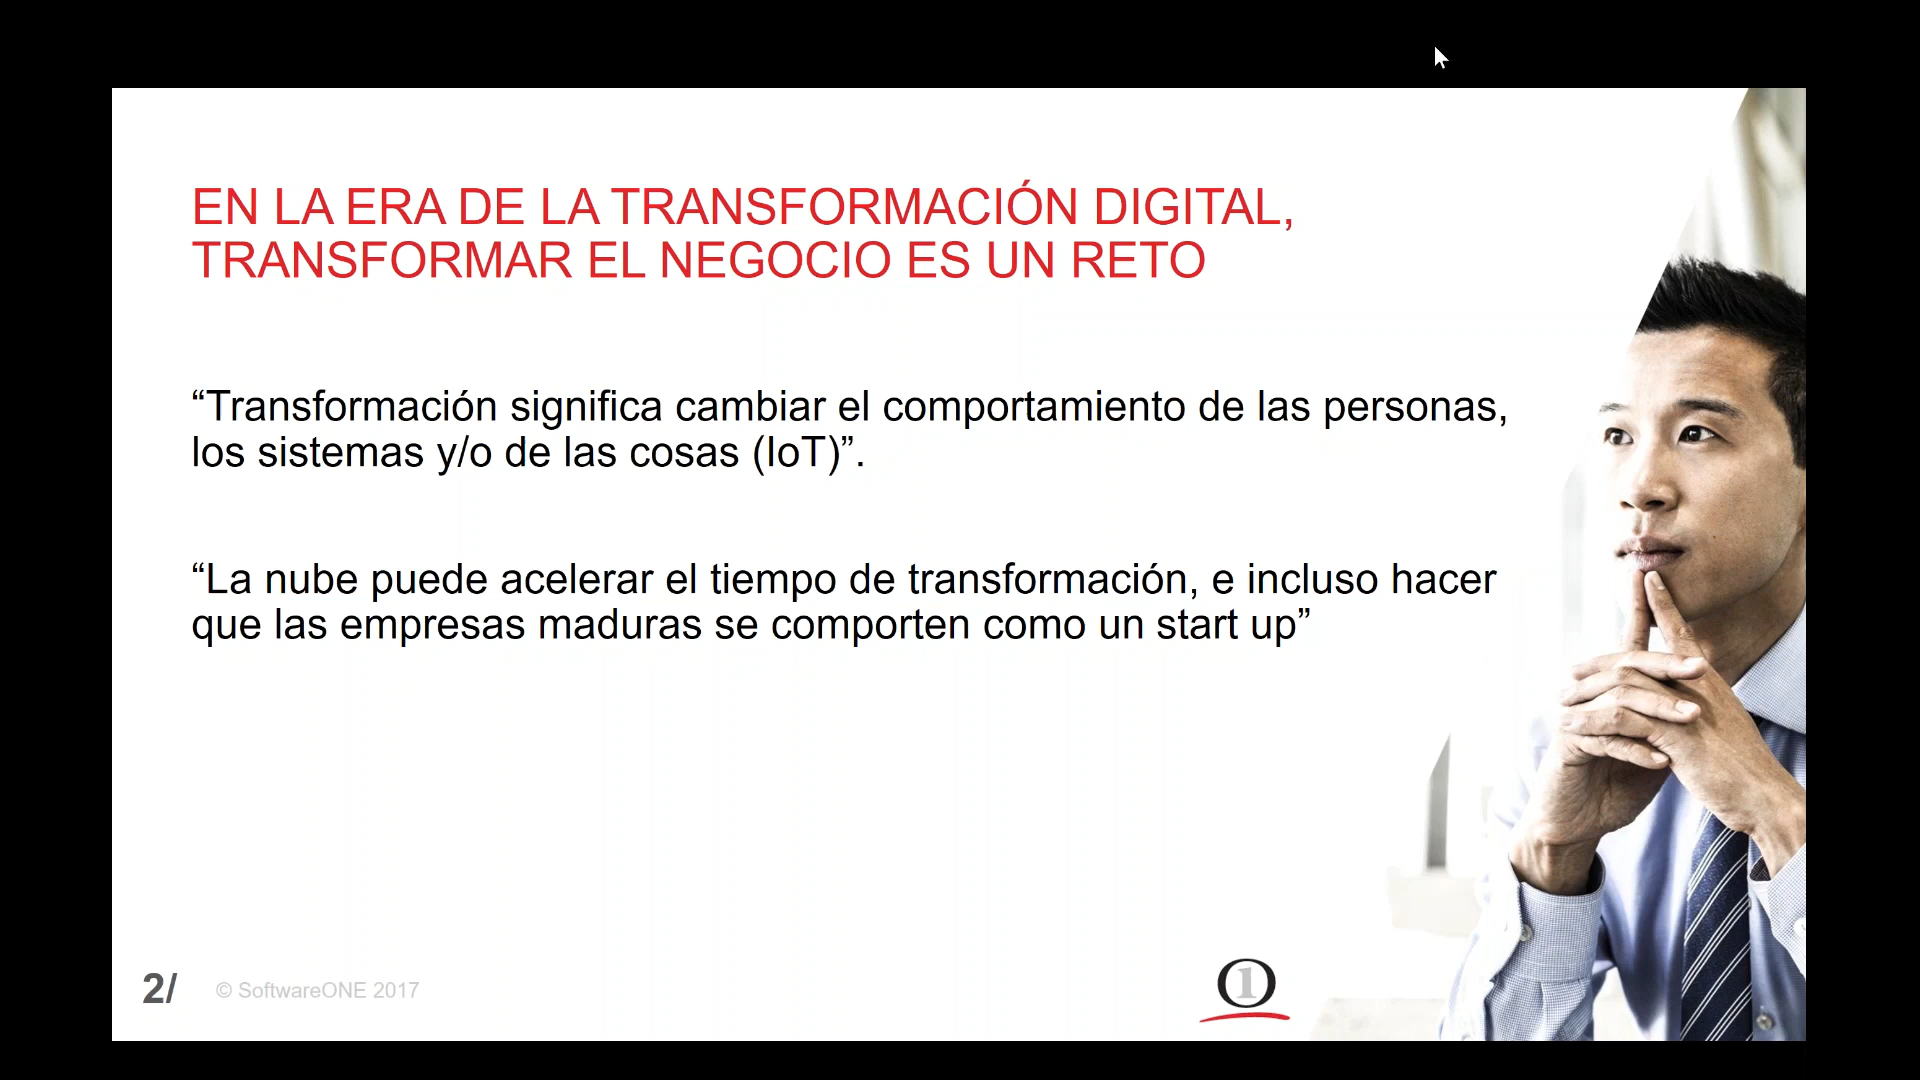 EN LA ERA DE LA TRANSFORMACIÓN DIGITAL,
TRANSFORMAR EL NEGOCIO ES UN RETO
“Transformación significa cambiar el comportamiento de las personas,
los sistemas y/o de las cosas (IoT)”.
“La nube puede acelerar el tiempo de transformación, e incluso hacer
que las empresas maduras se comporten como un start up”
2/
© SoftwareONE 2017
1